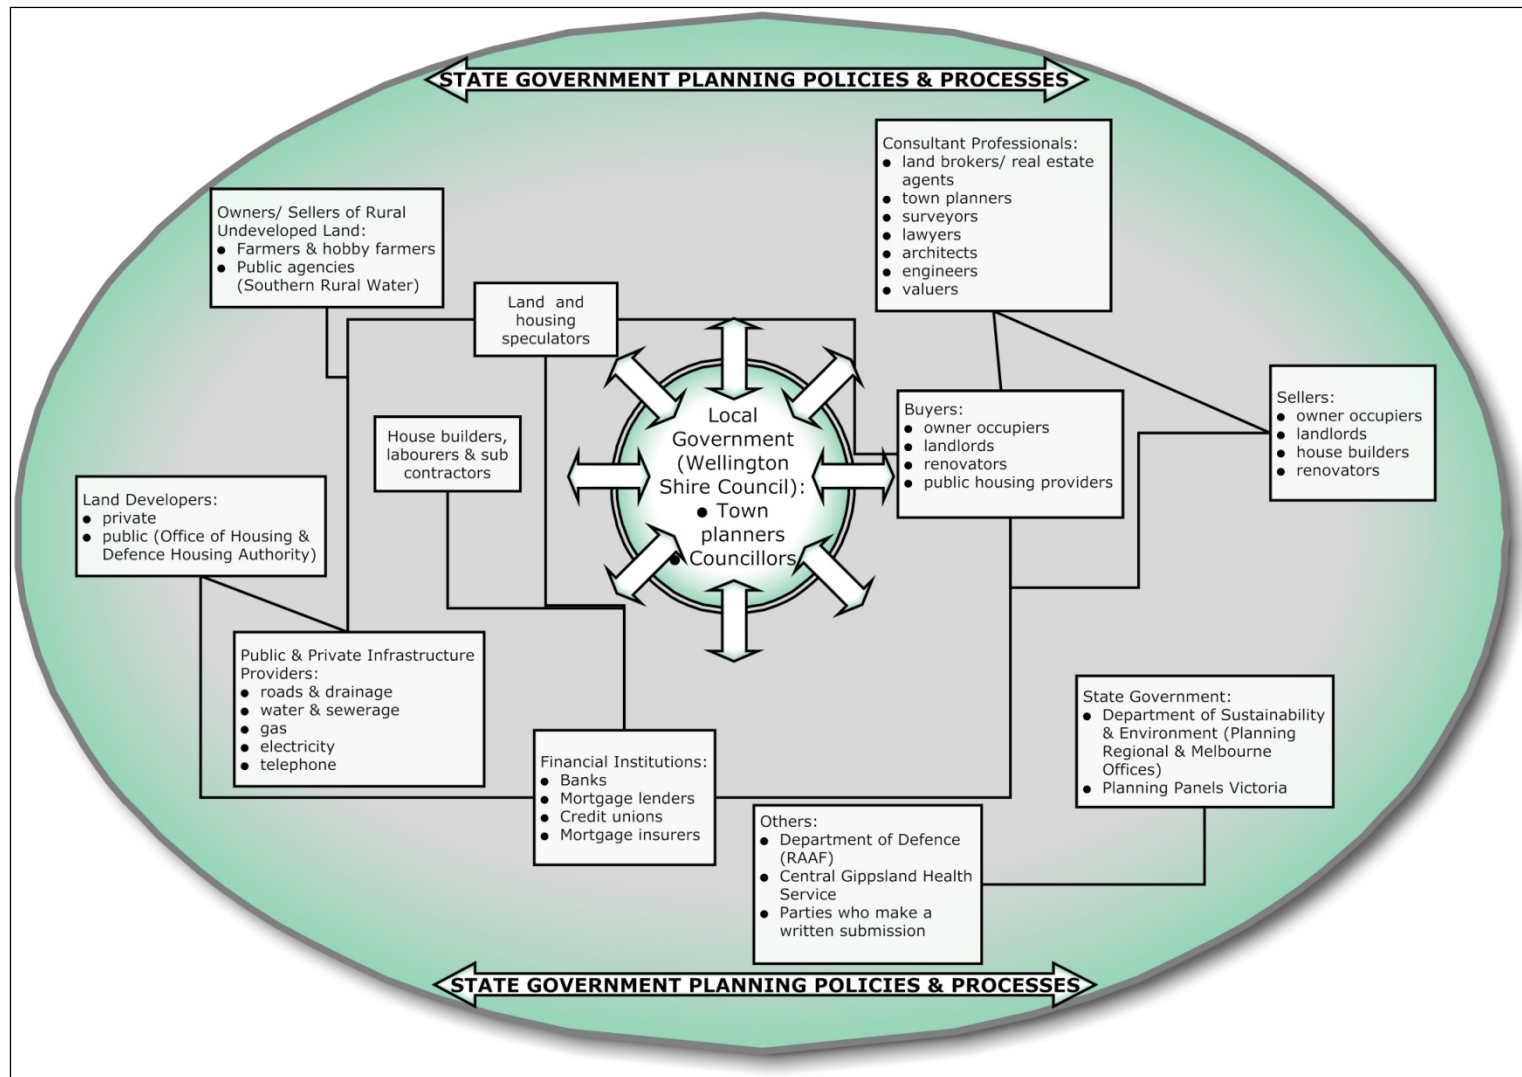 STATE GOVERNMENT PLANNING POLICIES & PROCESSES
Consultant Professionals:
● land brokers/ real estate
agents
● town planners
● surveyors
● lawyers
● architects
● engineers
● valuers
Owners/ Sellers of Rural
Undeveloped Land:
● Farmers & hobby farmers
● Public agencies
(Southern Rural Water)
Land and
housing
speculators
House builders,
labourers & sub
contractors
Local
Government
(Wellington
Shire Council):
● Town
planners
● Councillors
Buyers:
● owner occupiers
● landlords
● renovators
● public housing providers
Sellers:
● owner occupiers
● landlords
● house builders
● renovators
Land Developers:
● private
● public (Office of Housing &
Defence Housing Authority)
Public & Private Infrastructure
Providers:
● roads & drainage
● water & sewerage
● gas
● electricity
● telephone
Financial Institutions:
● Banks
● Mortgage lenders
● Credit unions
● Mortgage insurers
State Government:
● Department of Sustainability
& Environment (Planning
Regional & Melbourne
Offices)
● Planning Panels Victoria
Others:
● Department of Defence
(RAAF)
● Central Gippsland Health
Service
● Parties who make a
written submission
STATE GOVERNMENT PLANNING POLICIES & PROCESSES